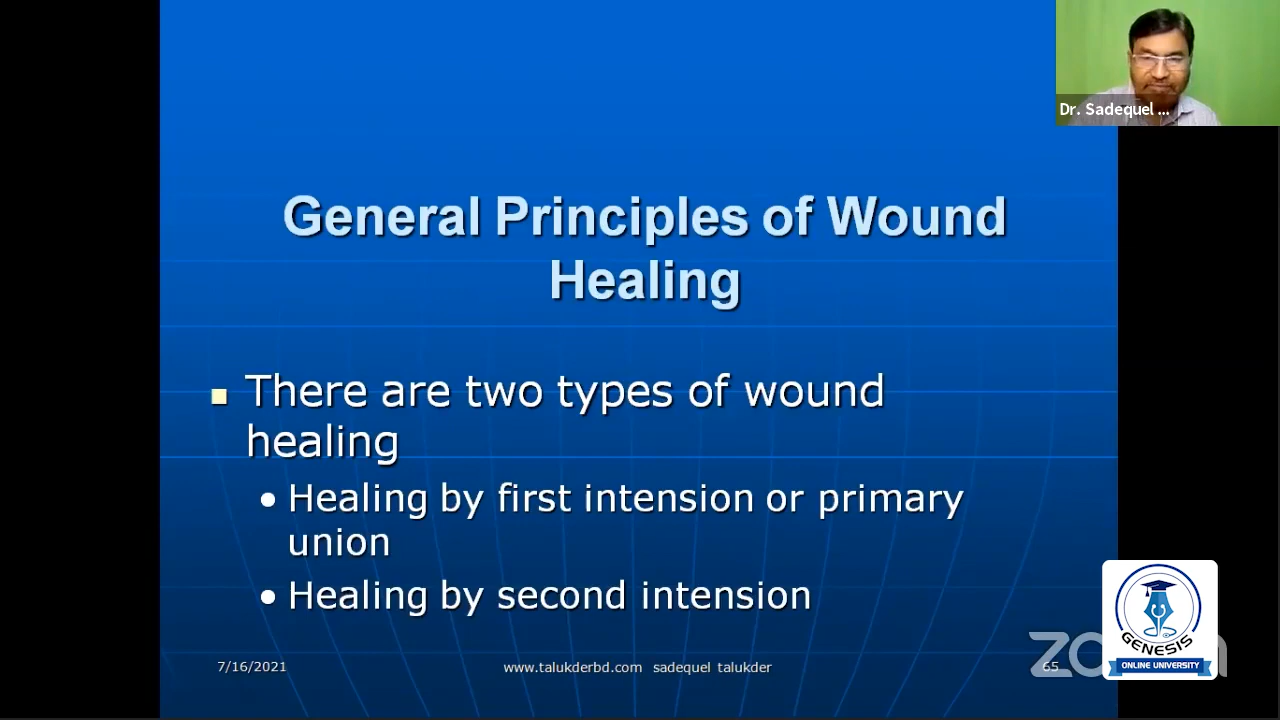 Dr. Sadequel ...
General Principles of Wound
Healing
There are two types of wound
healing
• Healing by first intension or primary
union
• Healing by second intension
7/16/2021
www.talukderbd.com sadequel talukder
65
GENESIS
ONLINE UNIVERSITY